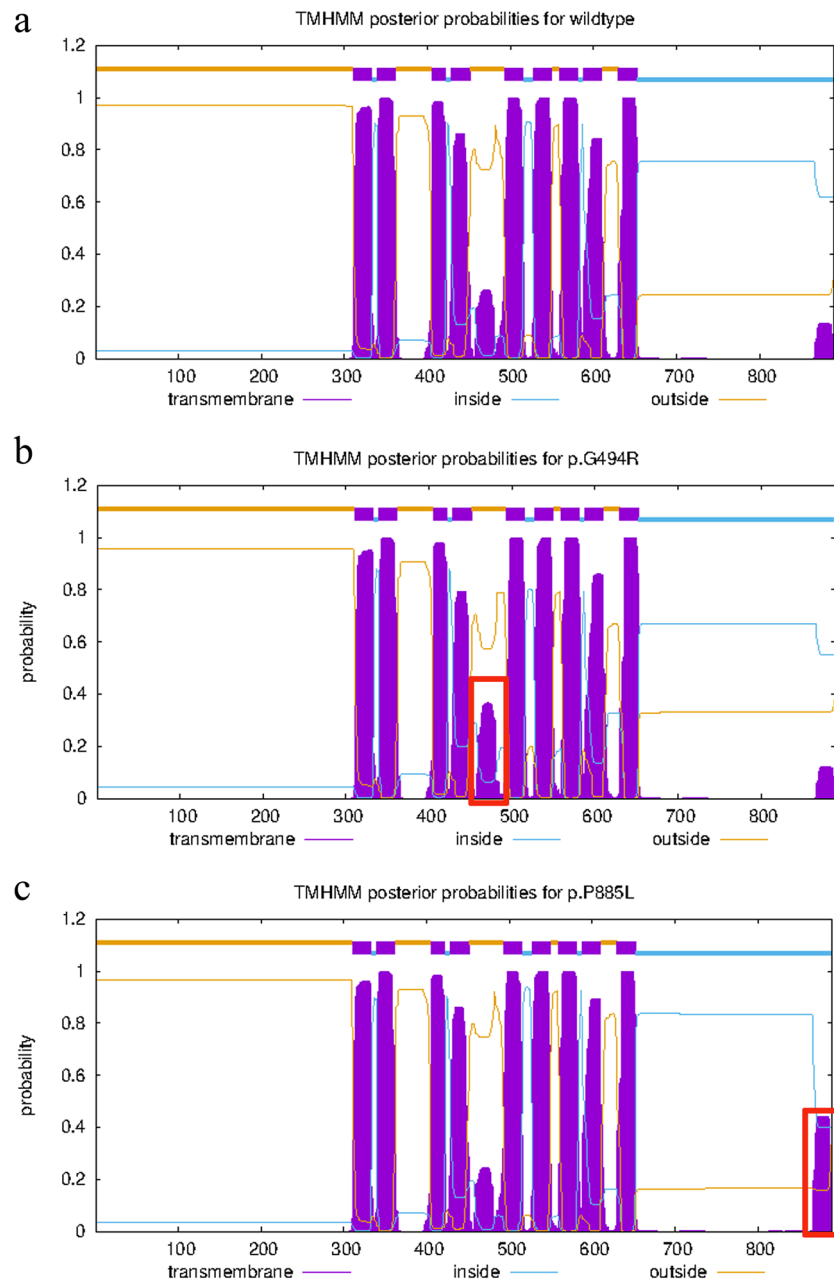 a
TMHMM posterior probabilities for wildtype
1.2
1
0.8
0.6
0.4
0.2
0
100 200 300 400 500 600 700 800
transmembrane inside outside
b
TMHMM posterior probabilities for p.G494R
1.2
1
0.8
0.6
0.4
0.2
0
probability
100 200 300 400 500 600 700 800
transmembrane inside outside
c
TMHMM posterior probabilities for p.P885L
1.2
1
0.8
0.6
0.4
0.2
0
probability
100 200 300 400 500 600 700 800
transmembrane inside outside